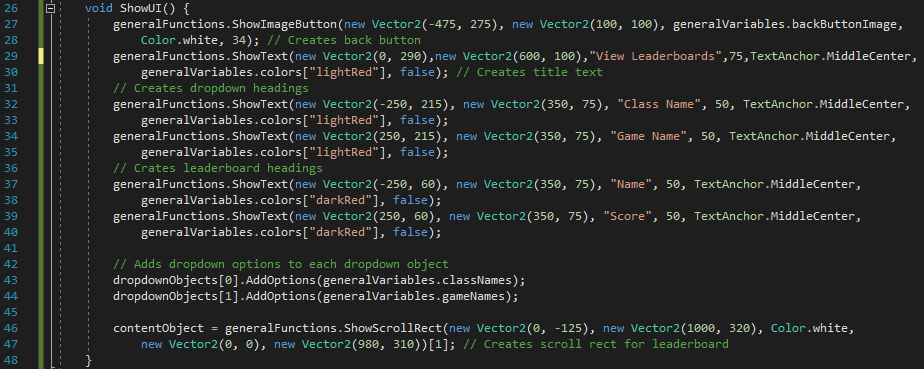 26 void ShowUI() {
27 generalFunctions.ShowImageButton(new Vector2(-475, 275), new Vector2(100, 100), generalVariables.backButtonImage,
28 Color.white, 34); // Creates back button
29 generalFunctions.ShowText(new Vector2(0, 290),new Vector2(600, 100),"View Leaderboards",75,TextAnchor.MiddleCenter,
30 generalVariables.colors["lightRed"], false); // Creates title text
31 // Creates dropdown headings
32 generalFunctions.ShowText(new Vector2(-250, 215), new Vector2(350, 75), "Class Name", 50, TextAnchor.MiddleCenter,
33 generalVariables.colors["lightRed"], false);
34 generalFunctions.ShowText(new Vector2(250, 215), new Vector2(350, 75), "Game Name", 50, TextAnchor.MiddleCenter,
35 generalVariables.colors["lightRed"], false);
36 // Crates leaderboard headings
37 generalFunctions.ShowText(new Vector2(-250, 60), new Vector2(350, 75), "Name", 50, TextAnchor.MiddleCenter,
38 generalVariables.colors["darkRed"], false);
39 generalFunctions.ShowText(new Vector2(250, 60), new Vector2(350, 75), "Score", 50, TextAnchor.MiddleCenter,
40 generalVariables.colors["darkRed"], false);
41
42 // Adds dropdown options to each dropdown object
43 dropdownObjects[0].AddOptions(generalVariables.classNames);
44 dropdownObjects[1].AddOptions(generalVariables.gameNames);
45
46 contentObject = generalFunctions.ShowScrollRect(new Vector2(0, -125), new Vector2(1000, 320), Color.white,
47 new Vector2(0, 0), new Vector2(980, 310))[1]; // Creates scroll rect for leaderboard
48 }